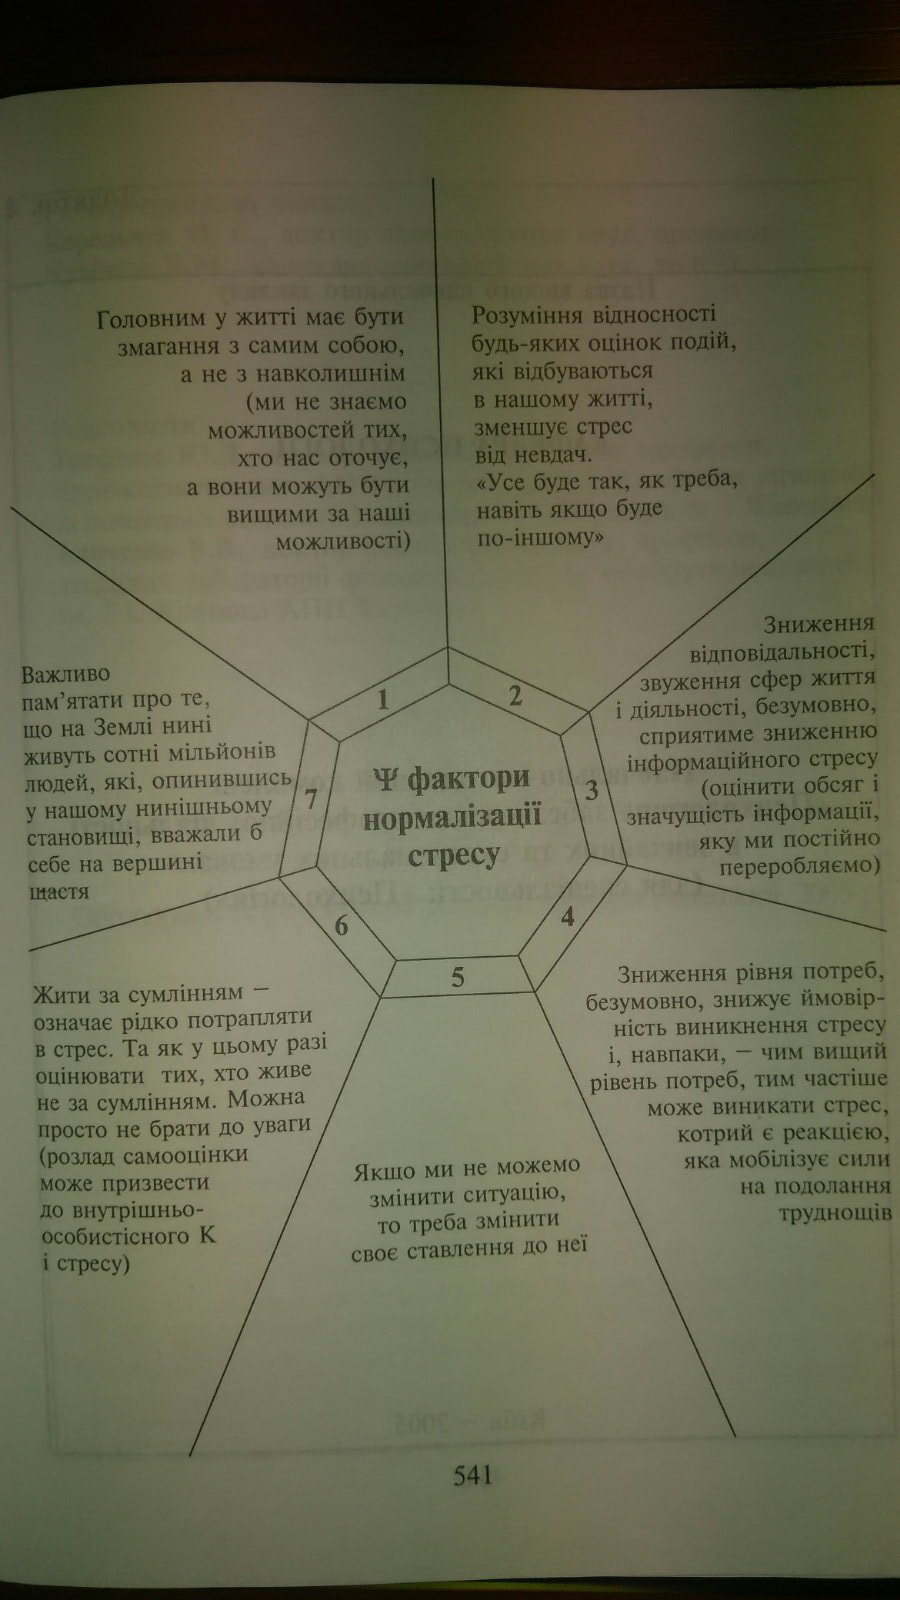 Головним у житті має бути
змагання з самим собою,
а не з навколишнім
(ми не знаємо
можливостей тих,
хто нас оточує,
а вони можуть бути
вищими за наші
можливості)
Розуміння відносності
будь-яких оцінок подій,
які відбуваються
в нашому житті,
зменшує стрес
від невдач.
«Усе буде так, як треба,
навіть якщо буде
по-іншому»
Зниження
відповідальності,
звуження сфер життя
і діяльності, безумовно,
сприятиме зниженню
інформаційного стресу
(оцінити обсяг і
значущість інформації,
яку ми постійно
переробляємо)
Зниження рівня потреб,
безумовно, знижує ймовір-
ність виникнення стресу
і, навпаки, — чим вищий
рівень потреб, тим частіше
може виникати стрес,
котрий є реакцією,
яка мобілізує сили
на подолання
труднощів
Якщо ми не можемо
змінити ситуацію,
то треба змінити
своє ставлення до неї
Жити за сумлінням —
означає рідко потрапляти
в стрес. Та як у цьому разі
оцінювати тих, хто живе
не за сумлінням. Можна
просто не брати до уваги
(розлад самооцінки
може призвести
до внутрішньо-
особистісного К
і стресу)
Важливо
пам’ятати про те,
що на Землі нині
живуть сотні мільйонів
людей, які, опинившись
у нашому нинішньому
становищі, вважали б
себе на вершині
щастя
1
2
3
4
5
6
7
Ψ фактори
нормалізації
стресу
541